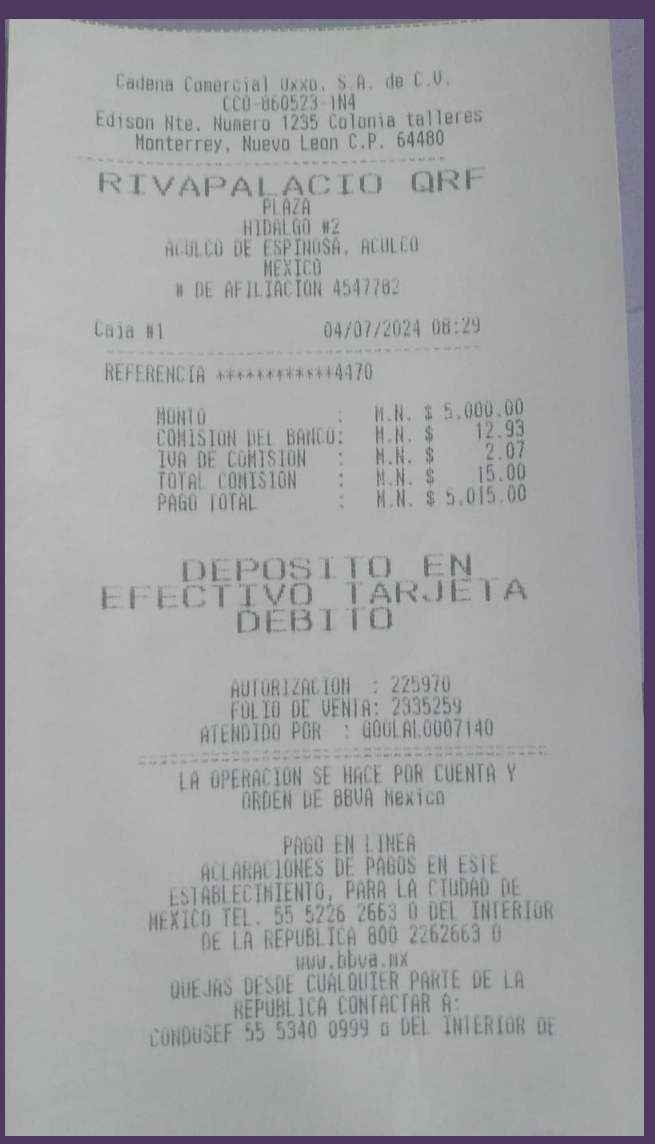 Cadena Comercial Oxxo, S.A. de C.V.
CCO-860523-1N4
Edison Nte. Numero 1235 Colonia talleres
Monterrey, Nuevo Leon C.P. 64480
RIVAPALACIO QRF
PLAZA
HIDALGO #2
ACULCO DE ESPINOSA, ACULCO
MEXICO
# DE AFILIACION 4547782
Caja #1 04/07/2024 08:29
REFERENCIA ************4470
MONTO : M.N. $ 5,000.00
COMISION DEL BANCO: M.N. $ 12.93
IVA DE COMISION : M.N. $ 2.07
TOTAL COMISION : M.N. $ 15.00
PAGO TOTAL : M.N. $ 5,015.00
DEPOSITO EN
EFECTIVO TARJETA
DEBITO
AUTORIZACION : 225970
FOLIO DE VENTA: 2335259
ATENDIDO POR :
LA OPERACION SE HACE POR CUENTA Y
ORDEN DE BBVA Mexico
PAGO EN LINEA
ACLARACIONES DE PAGOS EN ESTE
ESTABLECIMIENTO, PARA LA CIUDAD DE
MEXICO TEL. 55 5226 2663 O DEL INTERIOR
DE LA REPUBLICA 800 2262663 O
www.bbva.mx
QUEJAS DESDE CUALQUIER PARTE DE LA
REPUBLICA CONTACTAR A:
CONDUSEF 55 5340 0999 o DEL INTERIOR DE